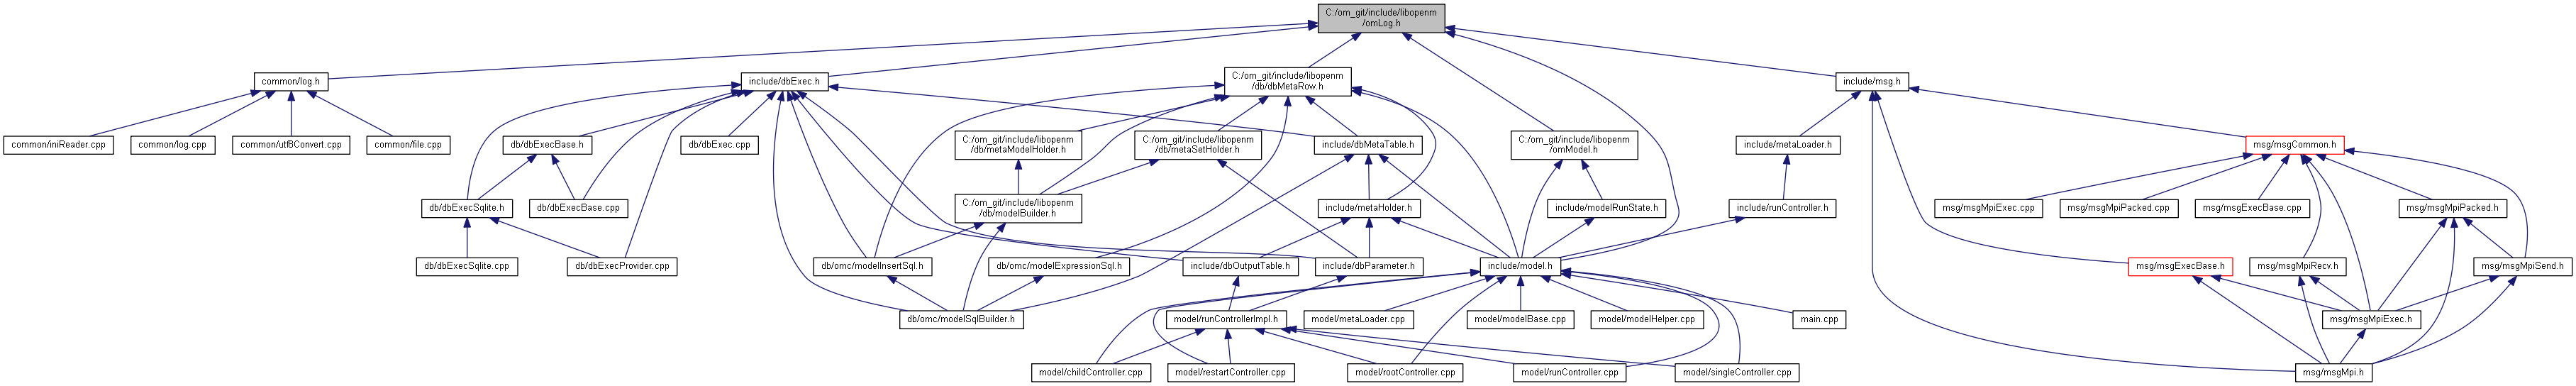 C:/om_git/include/libopenm
/omLog.h
common/log.h
include/dbExec.h
C:/om_git/include/libopenm
/db/dbMetaRow.h
include/msg.h
common/iniReader.cpp
common/log.cpp
common/utf8Convert.cpp
common/file.cpp
db/dbExecBase.h
db/dbExec.cpp
C:/om_git/include/libopenm
/db/metaModelHolder.h
C:/om_git/include/libopenm
/db/metaSetHolder.h
include/dbMetaTable.h
C:/om_git/include/libopenm
/omModel.h
include/metaLoader.h
msg/msgCommon.h
db/dbExecSqlite.h
db/dbExecBase.cpp
C:/om_git/include/libopenm
/db/modelBuilder.h
include/metaHolder.h
include/modelRunState.h
include/runController.h
msg/msgMpiExec.cpp
msg/msgMpiPacked.cpp
msg/msgExecBase.cpp
msg/msgMpiPacked.h
db/dbExecSqlite.cpp
db/dbExecProvider.cpp
db/omc/modelInsertSql.h
db/omc/modelExpressionSql.h
include/dbOutputTable.h
include/dbParameter.h
include/model.h
msg/msgExecBase.h
msg/msgMpiRecv.h
msg/msgMpiSend.h
db/omc/modelSqlBuilder.h
model/runControllerImpl.h
model/metaLoader.cpp
model/modelBase.cpp
model/modelHelper.cpp
main.cpp
msg/msgMpiExec.h
model/childController.cpp
model/restartController.cpp
model/rootController.cpp
model/runController.cpp
model/singleController.cpp
msg/msgMpi.h